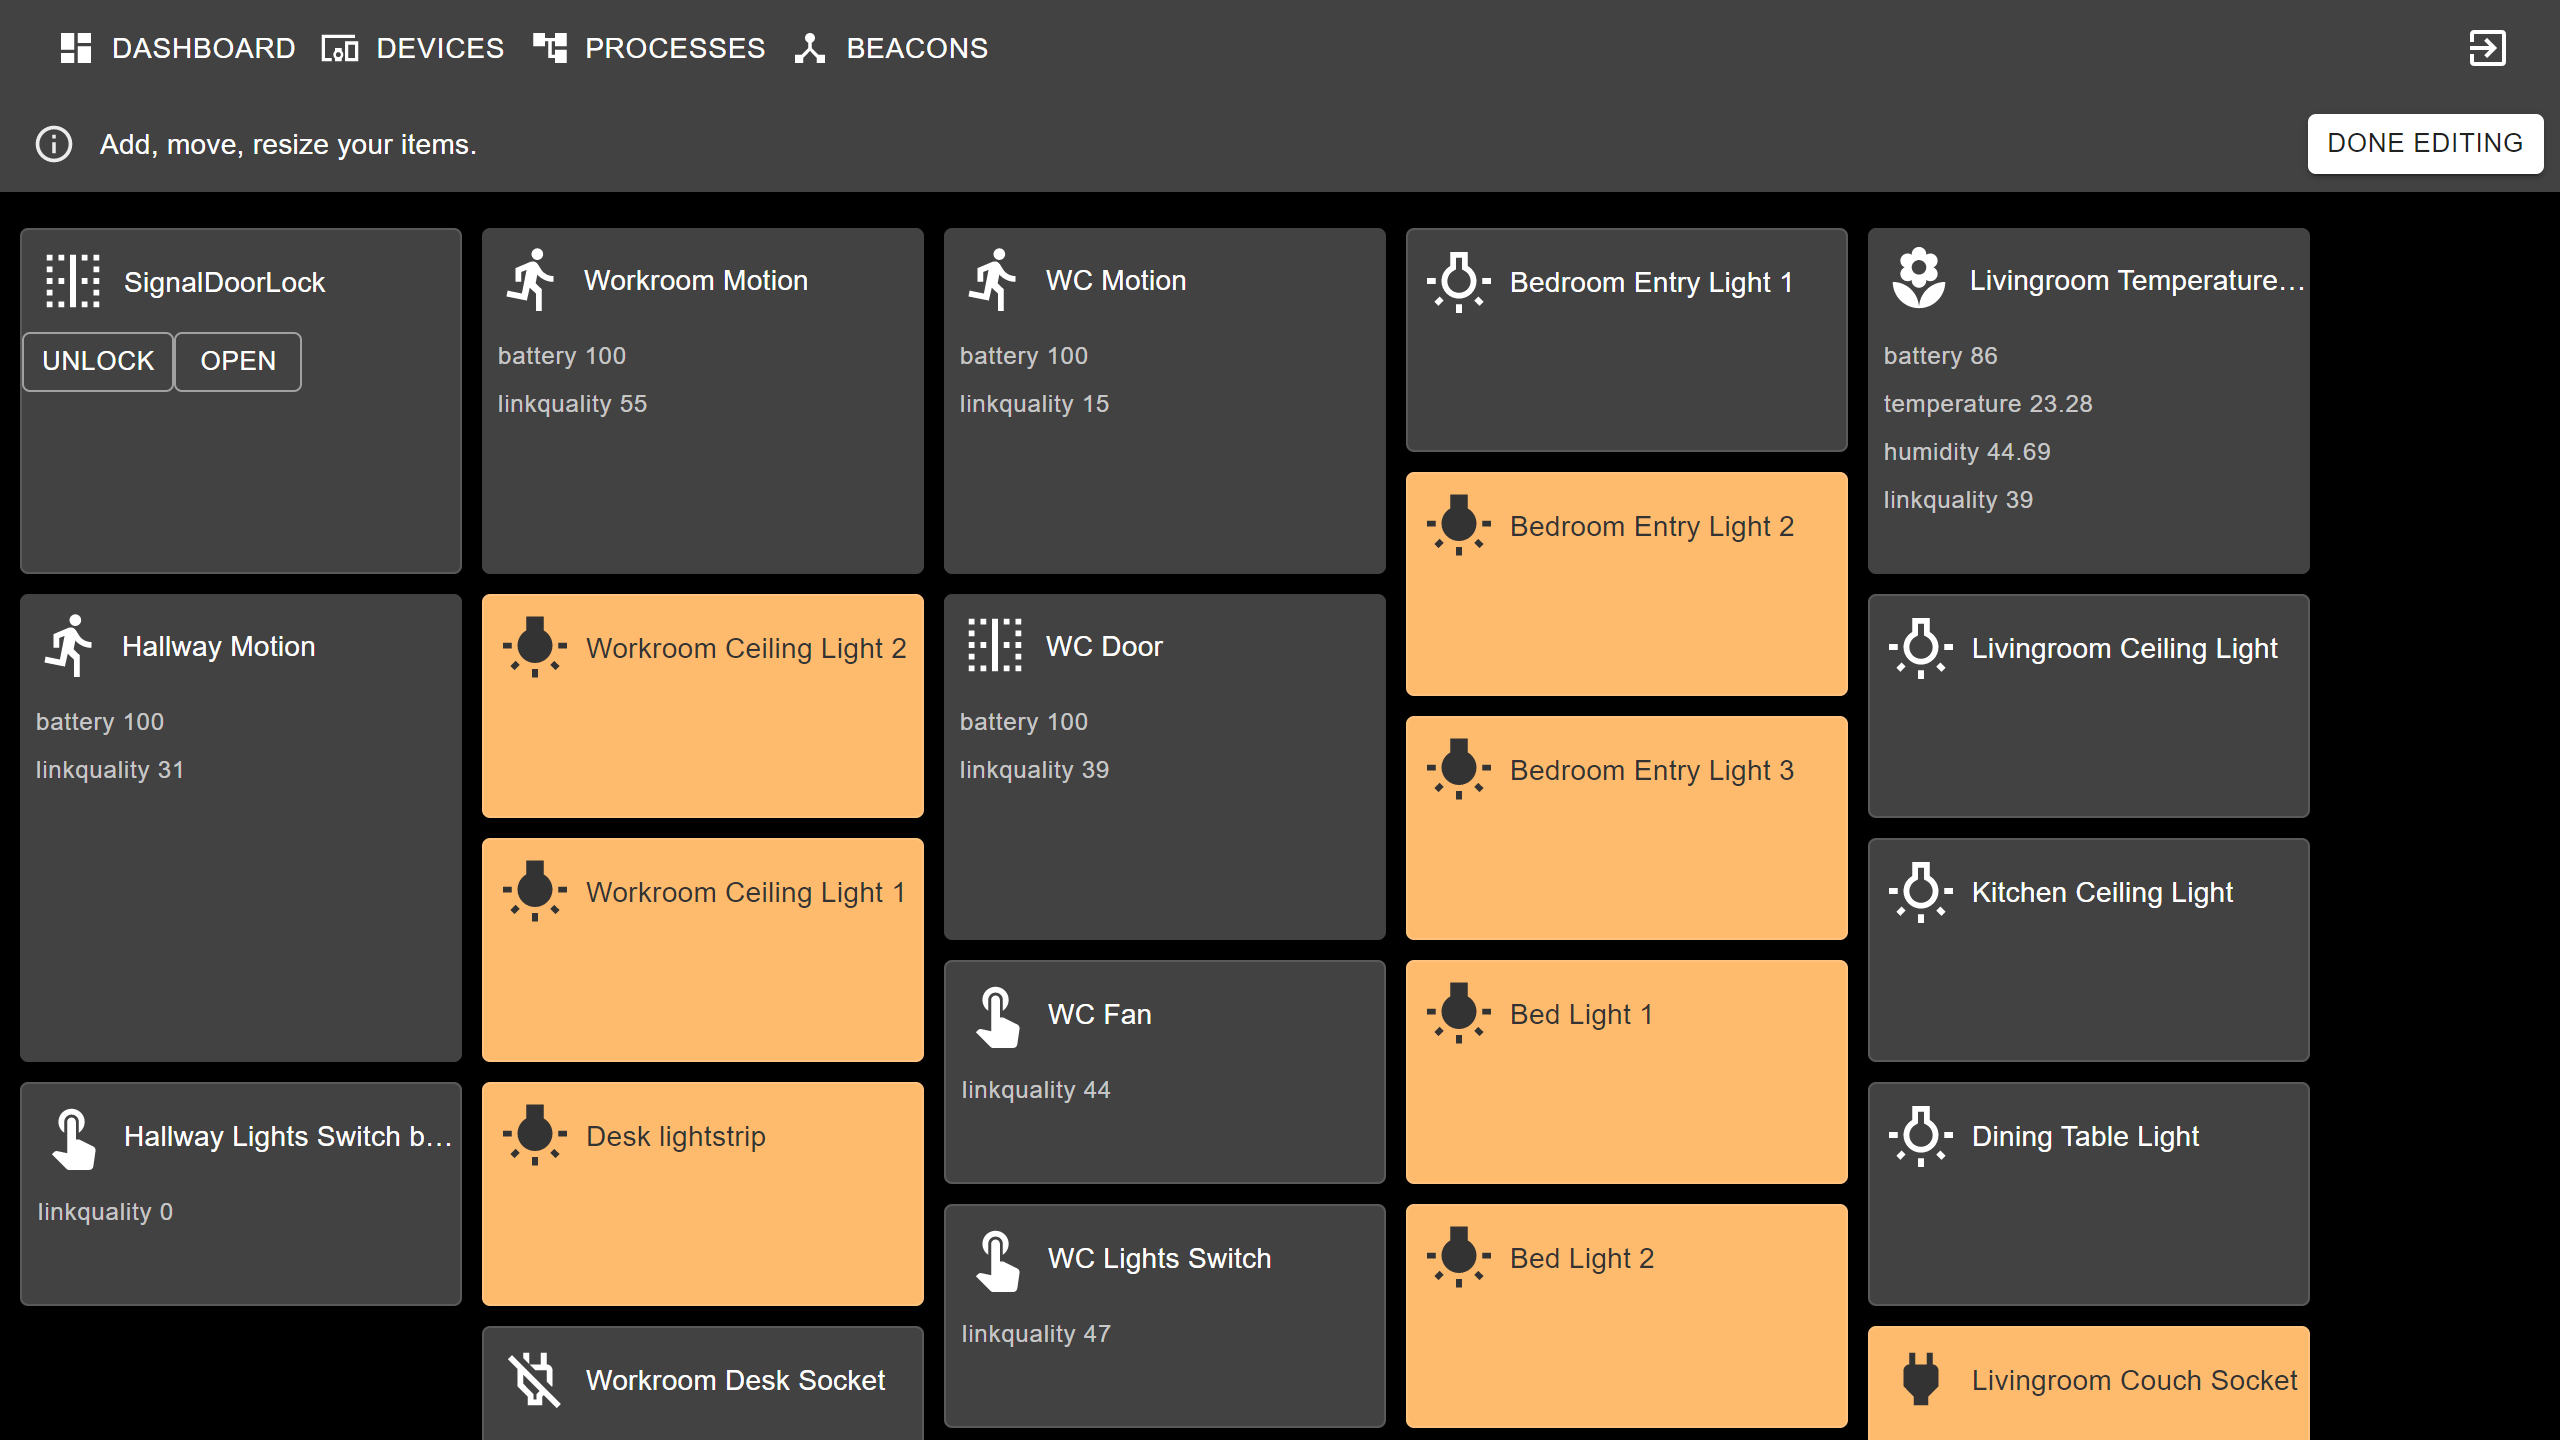 DASHBOARD DEVICES PROCESSES BEACONS
Add, move, resize your items.
DONE EDITING
SignalDoorLock
UNLOCK OPEN
Hallway Motion
battery 100
linkquality 31
Hallway Lights Switch b...
linkquality 0
Workroom Motion
battery 100
linkquality 55
Workroom Ceiling Light 2
Workroom Ceiling Light 1
Desk lightstrip
Workroom Desk Socket
WC Motion
battery 100
linkquality 15
WC Door
battery 100
linkquality 39
WC Fan
linkquality 44
WC Lights Switch
linkquality 47
Bedroom Entry Light 1
Bedroom Entry Light 2
Bedroom Entry Light 3
Bed Light 1
Bed Light 2
Livingroom Temperature...
battery 86
temperature 23.28
humidity 44.69
linkquality 39
Livingroom Ceiling Light
Kitchen Ceiling Light
Dining Table Light
Livingroom Couch Socket